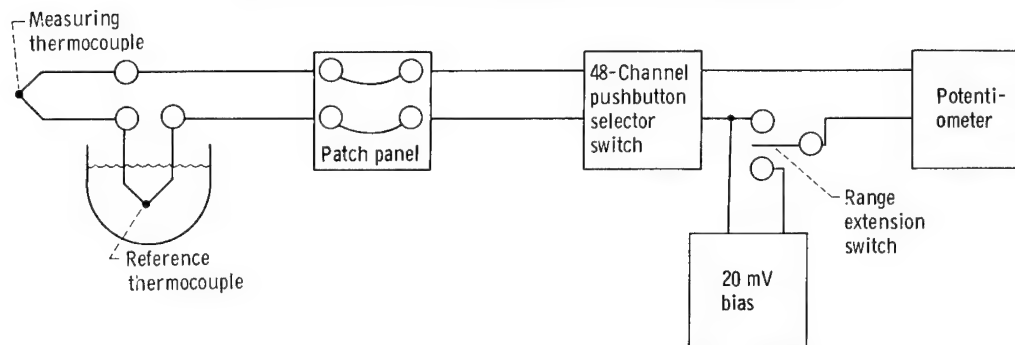 Measuring
thermocouple
Reference
thermocouple
Patch panel
48-Channel
pushbutton
selector
switch
Range
extension
switch
20 mV
bias
Potenti-
ometer